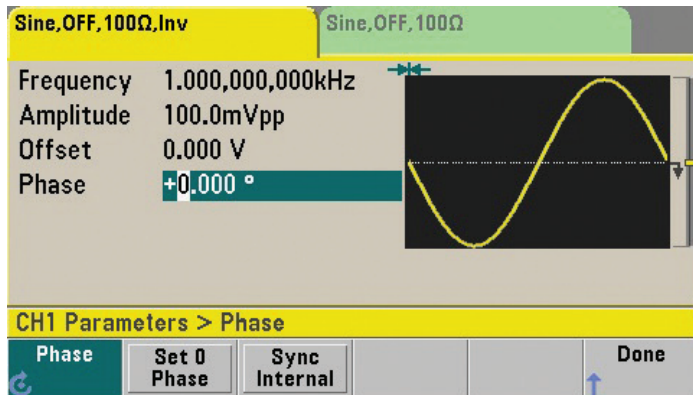 Sine,OFF,100Ω,Inv
Sine,OFF,100Ω
Frequency 1.000,000,000kHz
Amplitude 100.0mVpp
Offset 0.000 V
Phase +0.000 °
CH1 Parameters > Phase
Phase
Set 0 Phase
Sync Internal
Done